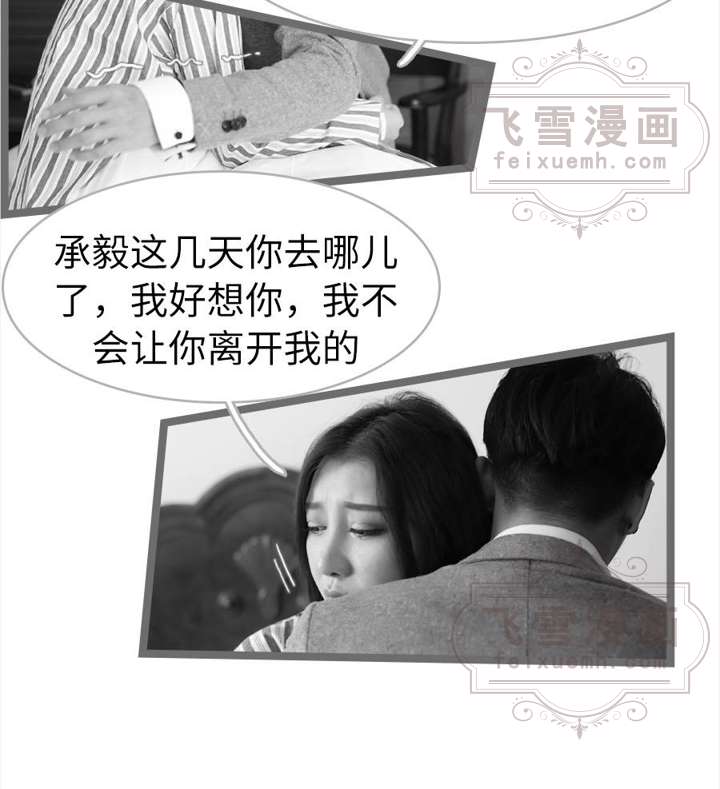 飞雪漫画
feixuemh.com
承毅这几天你去哪儿
了，我好想你，我不
会让你离开我的
飞雪漫画
feixuemh.com